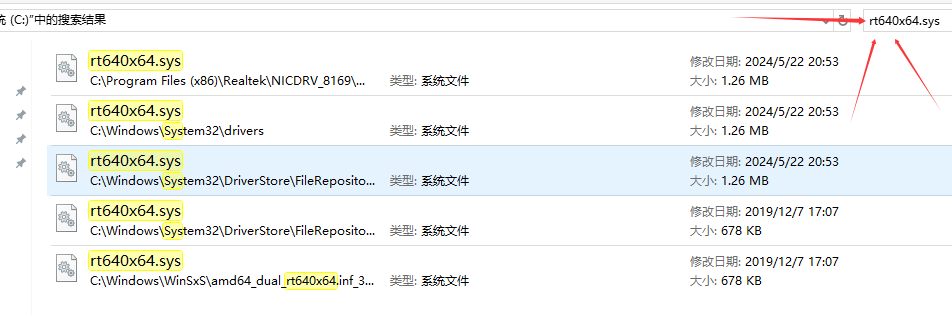 统 (C:)"中的搜索结果
rt640x64.sys
rt640x64.sys
修改日期: 2024/5/22 20:53
C:\Program Files (x86)\Realtek\NICDRV_8169\...
类型: 系统文件
大小: 1.26 MB
rt640x64.sys
修改日期: 2024/5/22 20:53
C:\Windows\System32\drivers
类型: 系统文件
大小: 1.26 MB
rt640x64.sys
修改日期: 2024/5/22 20:53
C:\Windows\System32\DriverStore\FileReposito...
类型: 系统文件
大小: 1.26 MB
rt640x64.sys
修改日期: 2019/12/7 17:07
C:\Windows\System32\DriverStore\FileReposito...
类型: 系统文件
大小: 678 KB
rt640x64.sys
修改日期: 2019/12/7 17:07
C:\Windows\WinSxS\amd64_dual_rt640x64.inf_3...
类型: 系统文件
大小: 678 KB